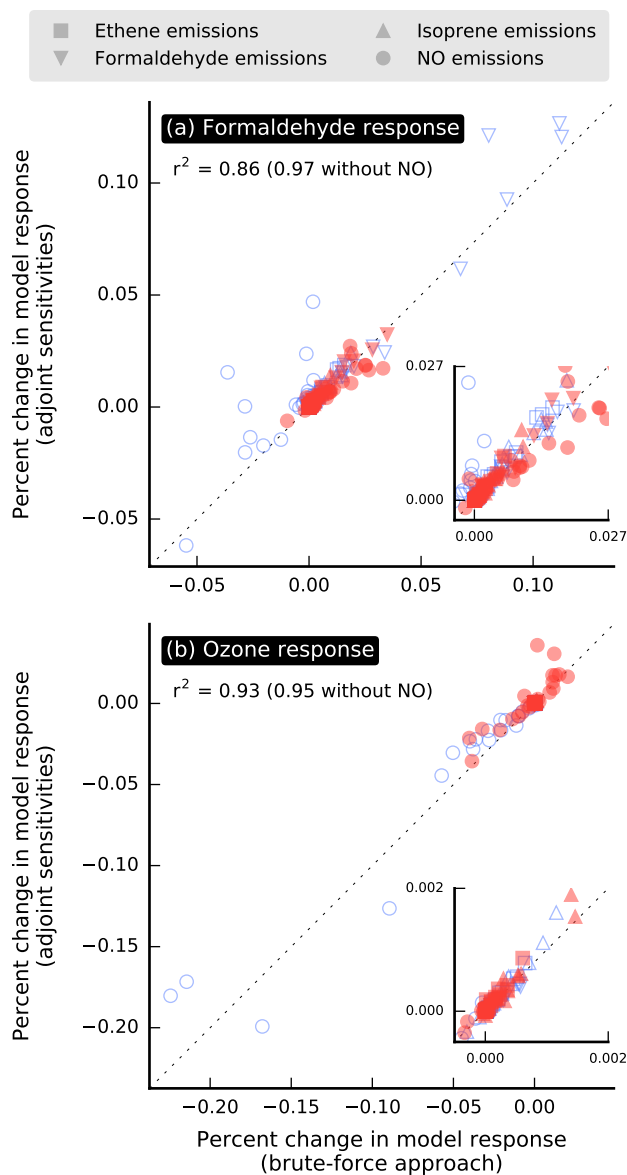 Ethene emissions
Isoprene emissions
Formaldehyde emissions
NO emissions
(a) Formaldehyde response
r² = 0.86 (0.97 without NO)
Percent change in model response
(adjoint sensitivities)
0.10
0.05
0.00
−0.05
−0.05
0.00
0.05
0.10
0.027
0.000
0.000
0.027
(b) Ozone response
r² = 0.93 (0.95 without NO)
Percent change in model response
(adjoint sensitivities)
0.00
−0.05
−0.10
−0.15
−0.20
−0.20
−0.15
−0.10
−0.05
0.00
0.002
0.000
0.000
0.002
Percent change in model response
(brute-force approach)